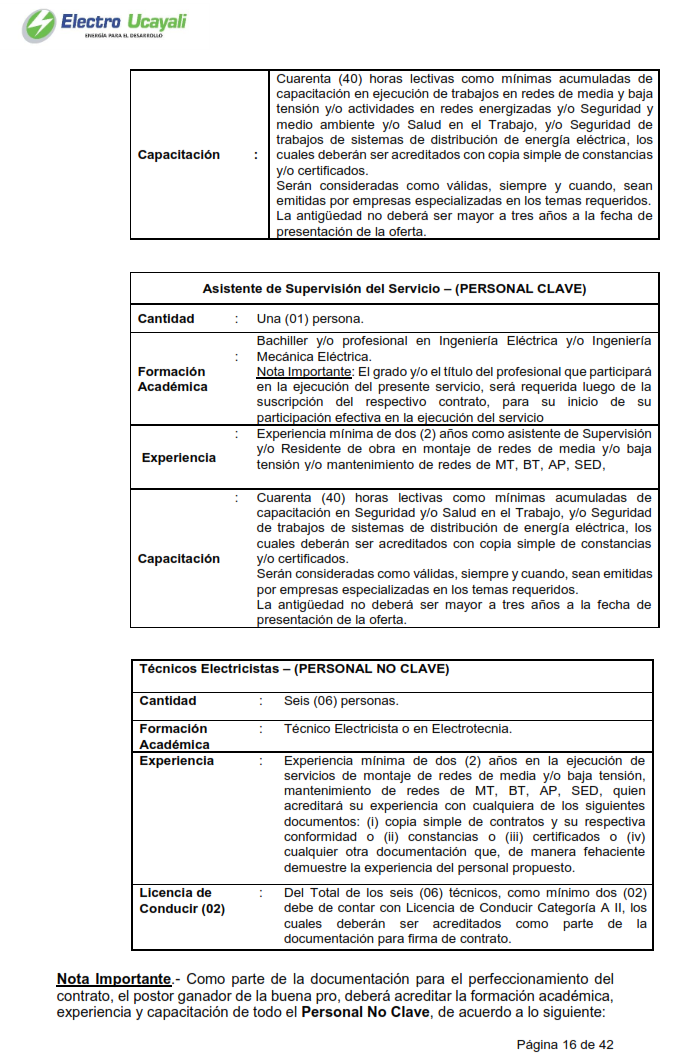 Electro Ucayali
ENERGÍA PARA EL DESARROLLO
Cuarenta (40) horas lectivas como mínimas acumuladas de
capacitación en ejecución de trabajos en redes de media y baja
tensión y/o actividades en redes energizadas y/o Seguridad y
medio ambiente y/o Salud en el Trabajo, y/o Seguridad de
trabajos de sistemas de distribución de energía eléctrica, los
Capacitación : cuales deberán ser acreditados con copia simple de constancias
y/o certificados.
Serán consideradas como válidas, siempre y cuando, sean
emitidas por empresas especializadas en los temas requeridos.
La antigüedad no deberá ser mayor a tres años a la fecha de
presentación de la oferta.
Asistente de Supervisión del Servicio – (PERSONAL CLAVE)
Cantidad : Una (01) persona.
Bachiller y/o profesional en Ingeniería Eléctrica y/o Ingeniería
: Mecánica Eléctrica.
Formación Nota Importante: El grado y/o el título del profesional que participará
Académica en la ejecución del presente servicio, será requerida luego de la
suscripción del respectivo contrato, para su inicio de su
participación efectiva en la ejecución del servicio
: Experiencia mínima de dos (2) años como asistente de Supervisión
y/o Residente de obra en montaje de redes de media y/o baja
Experiencia tensión y/o mantenimiento de redes de MT, BT, AP, SED,
: Cuarenta (40) horas lectivas como mínimas acumuladas de
capacitación en Seguridad y/o Salud en el Trabajo, y/o Seguridad
de trabajos de sistemas de distribución de energía eléctrica, los
cuales deberán ser acreditados con copia simple de constancias
Capacitación y/o certificados.
Serán consideradas como válidas, siempre y cuando, sean emitidas
por empresas especializadas en los temas requeridos.
La antigüedad no deberá ser mayor a tres años a la fecha de
presentación de la oferta.
Técnicos Electricistas – (PERSONAL NO CLAVE)
Cantidad : Seis (06) personas.
Formación : Técnico Electricista o en Electrotecnia.
Académica
Experiencia : Experiencia mínima de dos (2) años en la ejecución de
servicios de montaje de redes de media y/o baja tensión,
mantenimiento de redes de MT, BT, AP, SED, quien
acreditará su experiencia con cualquiera de los siguientes
documentos: (i) copia simple de contratos y su respectiva
conformidad o (ii) constancias o (iii) certificados o (iv)
cualquier otra documentación que, de manera fehaciente
demuestre la experiencia del personal propuesto.
Licencia de : Del Total de los seis (06) técnicos, como mínimo dos (02)
Conducir (02) debe de contar con Licencia de Conducir Categoría A II, los
cuales deberán ser acreditados como parte de la
documentación para firma de contrato.
Nota Importante.- Como parte de la documentación para el perfeccionamiento del
contrato, el postor ganador de la buena pro, deberá acreditar la formación académica,
experiencia y capacitación de todo el Personal No Clave, de acuerdo a lo siguiente:
Página 16 de 42